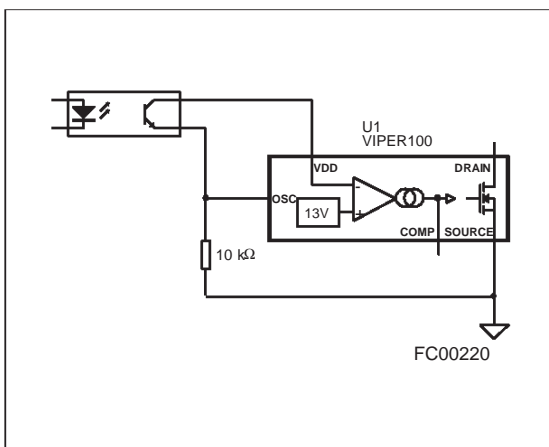 U1
VIPER100
VDD
DRAIN
OSC
-
13V
+
COMP
SOURCE
10 kΩ
FC00220